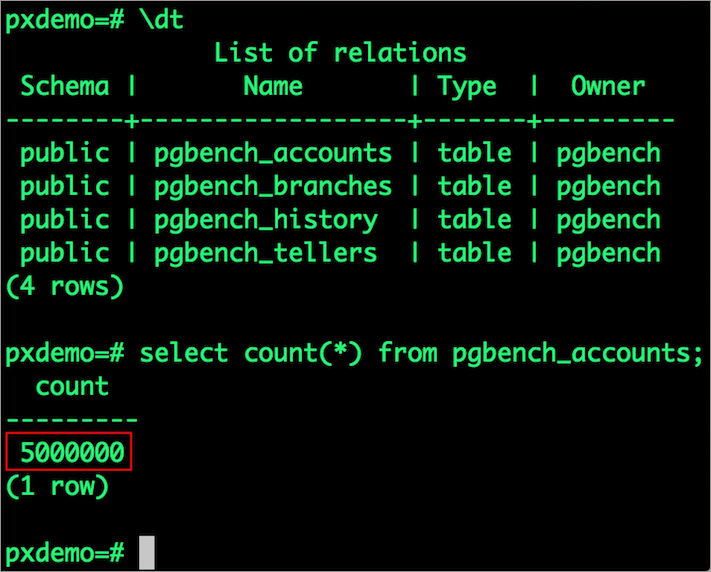 pxdemo=# \dt
List of relations
Schema | Name | Type | Owner
--------+------------------+-------+---------
public | pgbench_accounts | table | pgbench
public | pgbench_branches | table | pgbench
public | pgbench_history | table | pgbench
public | pgbench_tellers | table | pgbench
(4 rows)
pxdemo=# select count(*) from pgbench_accounts;
count
---------
5000000
(1 row)
pxdemo=#